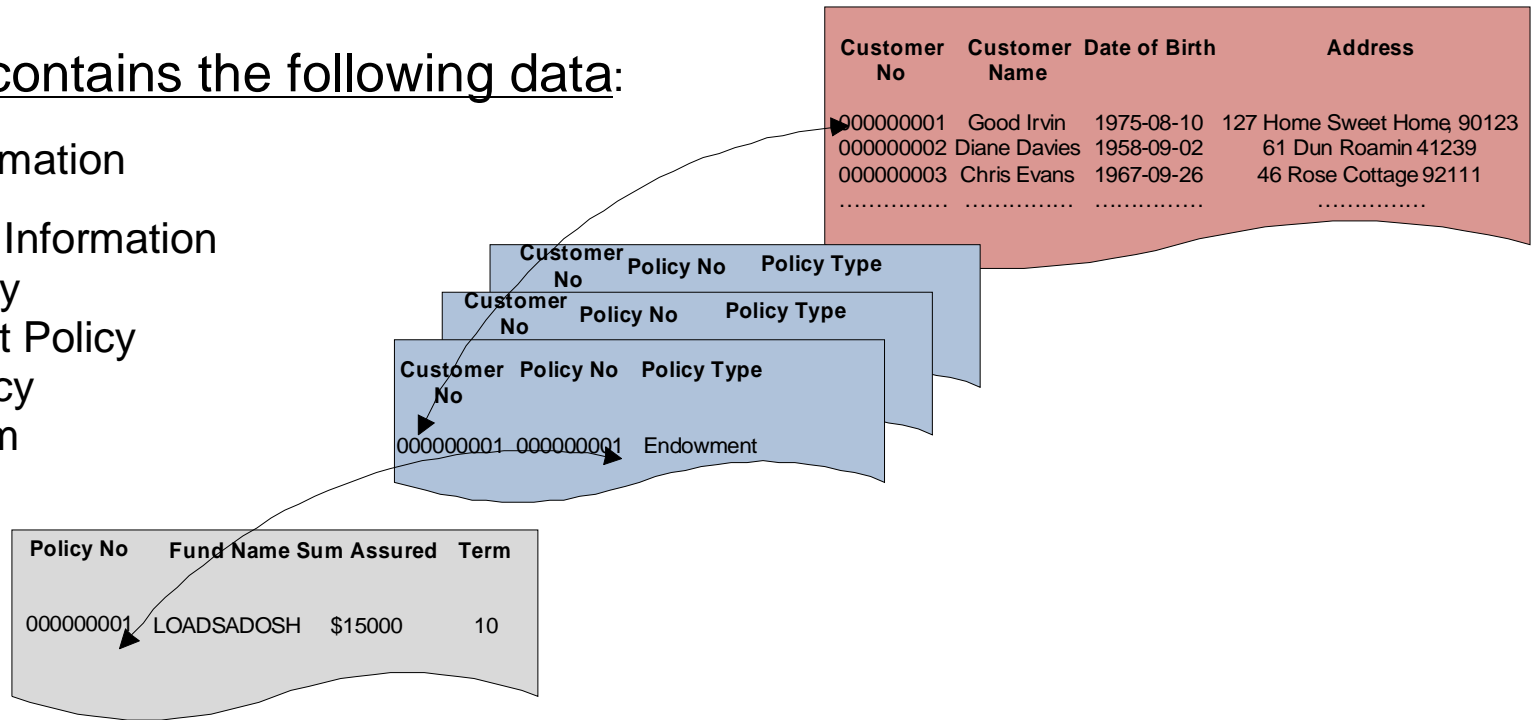 contains the following data:
rmation
Information
y
t Policy
cy
m
Customer No Customer Name Date of Birth Address
000000001 Good Irvin 1975-08-10 127 Home Sweet Home, 90123
000000002 Diane Davies 1958-09-02 61 Dun Roamin 41239
000000003 Chris Evans 1967-09-26 46 Rose Cottage 92111
…………… …………… …………… ……………
Customer No Policy No Policy Type
Customer No Policy No Policy Type
Customer No Policy No Policy Type
000000001 000000001 Endowment
Policy No Fund Name Sum Assured Term
000000001 LOADSADOSH $15000 10